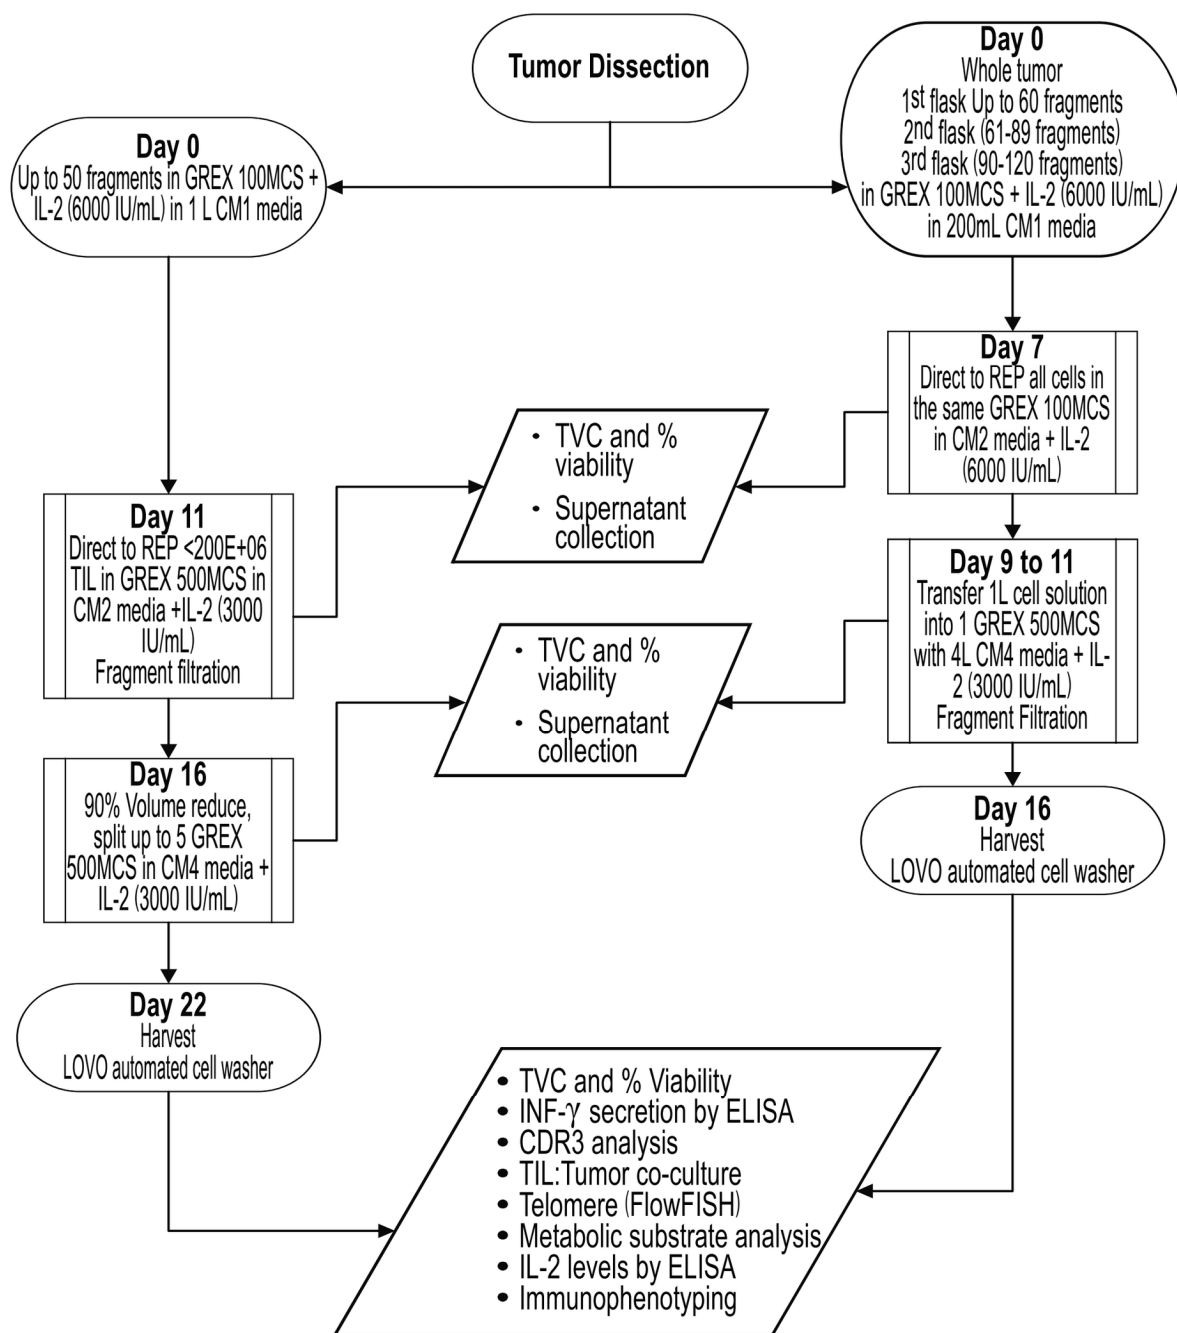 Tumor Dissection
Day 0
Up to 50 fragments in GREX 100MCS +
IL-2 (6000 IU/mL) in 1 L CM1 media
Day 0
Whole tumor
1st flask Up to 60 fragments
2nd flask (61-89 fragments)
3rd flask (90-120 fragments)
in GREX 100MCS + IL-2 (6000 IU/mL)
in 200mL CM1 media
Day 7
Direct to REP all cells in
the same GREX 100MCS
in CM2 media + IL-2
(6000 IU/mL)
• TVC and %
viability
• Supernatant
collection
Day 11
Direct to REP <200E+06
TIL in GREX 500MCS in
CM2 media +IL-2 (3000
IU/mL)
Fragment filtration
Day 9 to 11
Transfer 1L cell solution
into 1 GREX 500MCS
with 4L CM4 media + IL-
2 (3000 IU/mL)
Fragment Filtration
• TVC and %
viability
• Supernatant
collection
Day 16
90% Volume reduce,
split up to 5 GREX
500MCS in CM4 media +
IL-2 (3000 IU/mL)
Day 16
Harvest
LOVO automated cell washer
Day 22
Harvest
LOVO automated cell washer
• TVC and % Viability
• INF-γ secretion by ELISA
• CDR3 analysis
• TIL:Tumor co-culture
• Telomere (FlowFISH)
• Metabolic substrate analysis
• IL-2 levels by ELISA
• Immunophenotyping